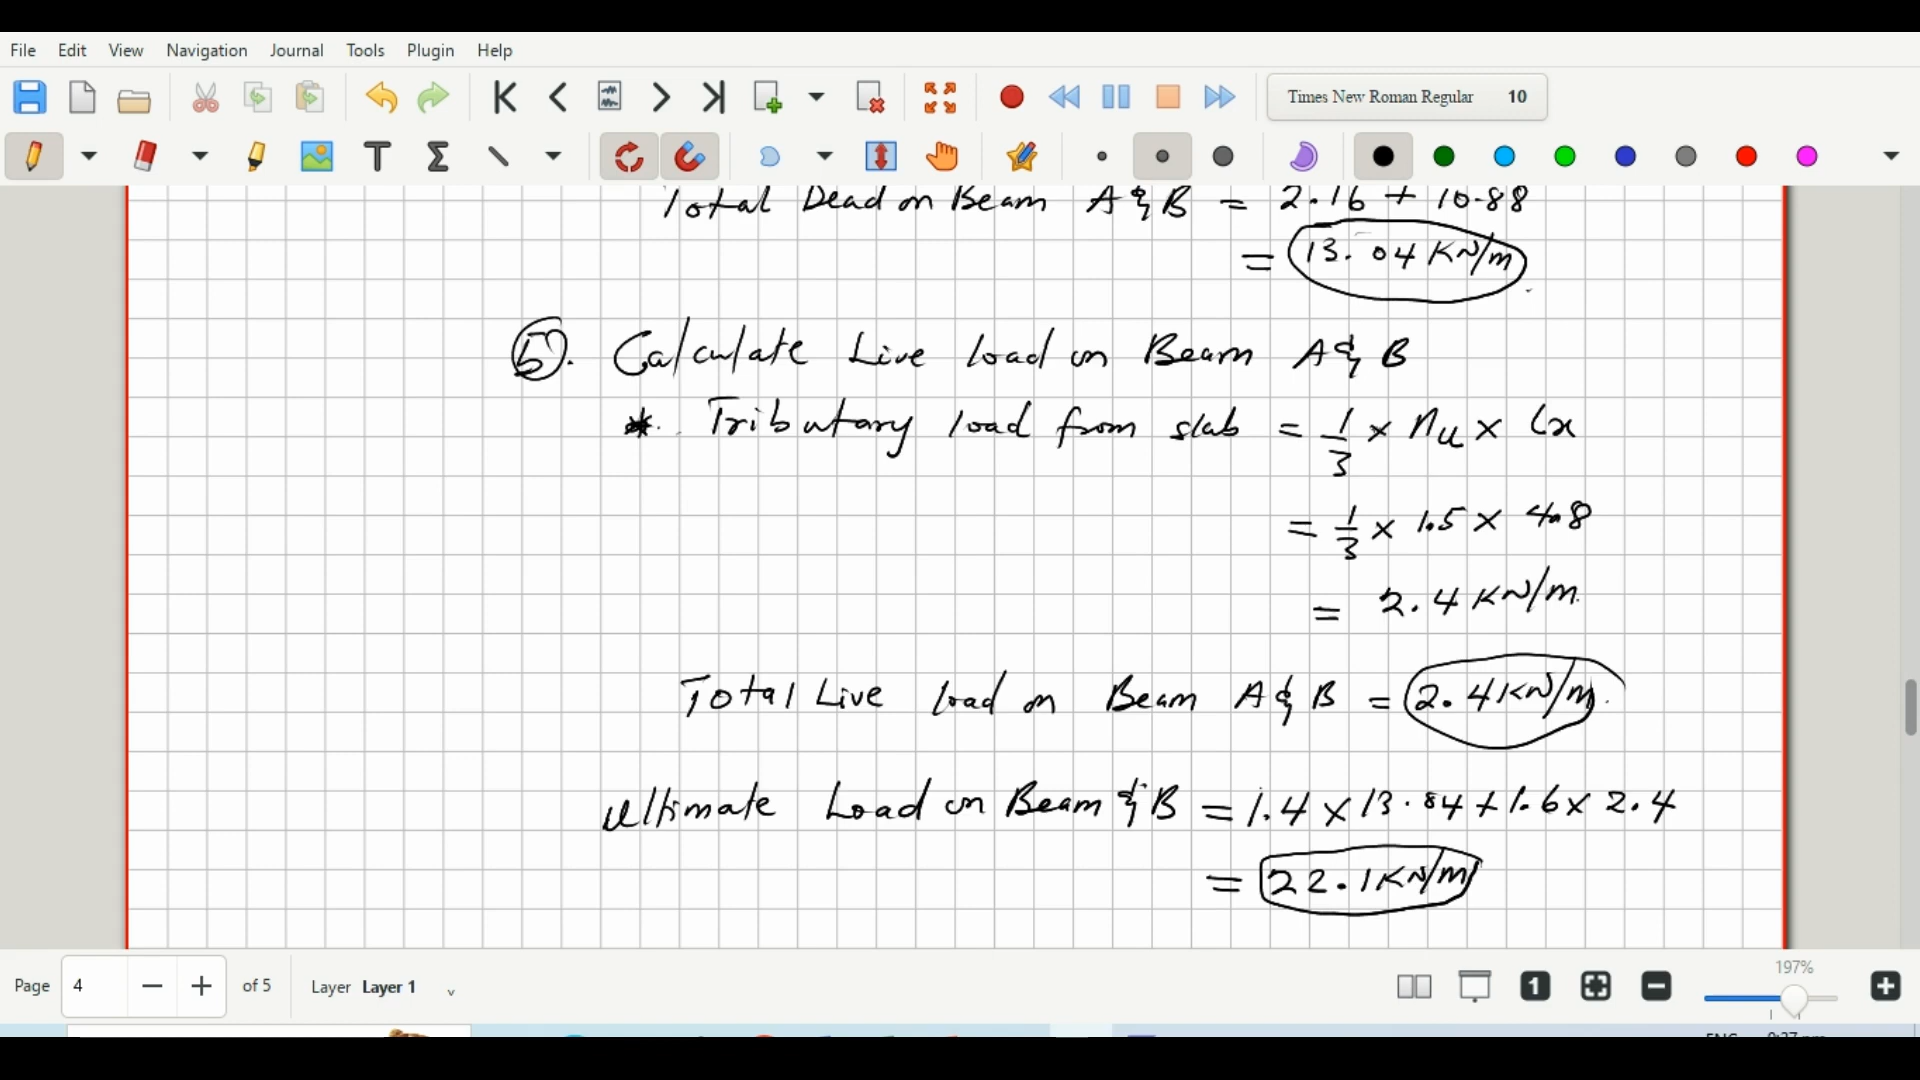 File Edit View Navigation Journal Tools Plugin Help
Times New Roman Regular 10
Total Dead on Beam A & B = 2.16 + 10.88
= 13.04 KN/m
5. Calculate Live load on Beam A & B
* Tributary load from slab = 1/3 × nu × Lx
= 1/3 × 1.5 × 4.8
= 2.4 KN/m
Total Live load on Beam A & B = 2.4 KN/m.
Ultimate Load on Beam & B = 1.4 × 13.04 + 1.6 × 2.4
= 22.1 KN/m
197%
Page 4 of 5 Layer Layer 1